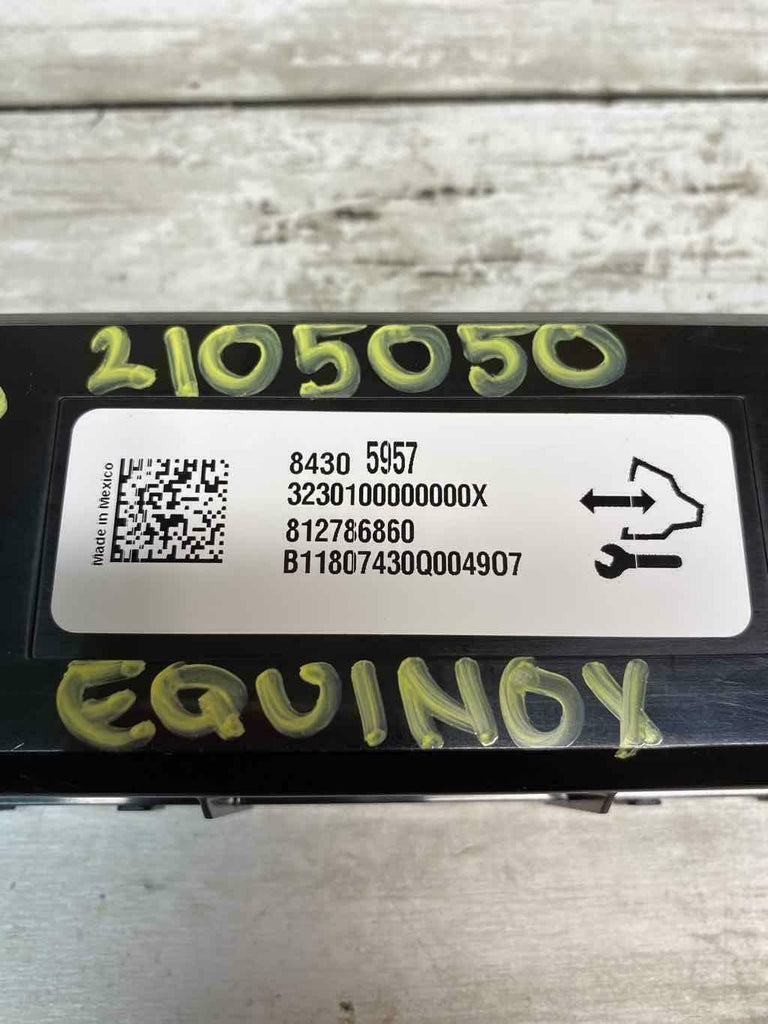 2105050
Made in Mexico
8430 5957
3230100000000X
812786860
B11807430Q004907
EQUINOX